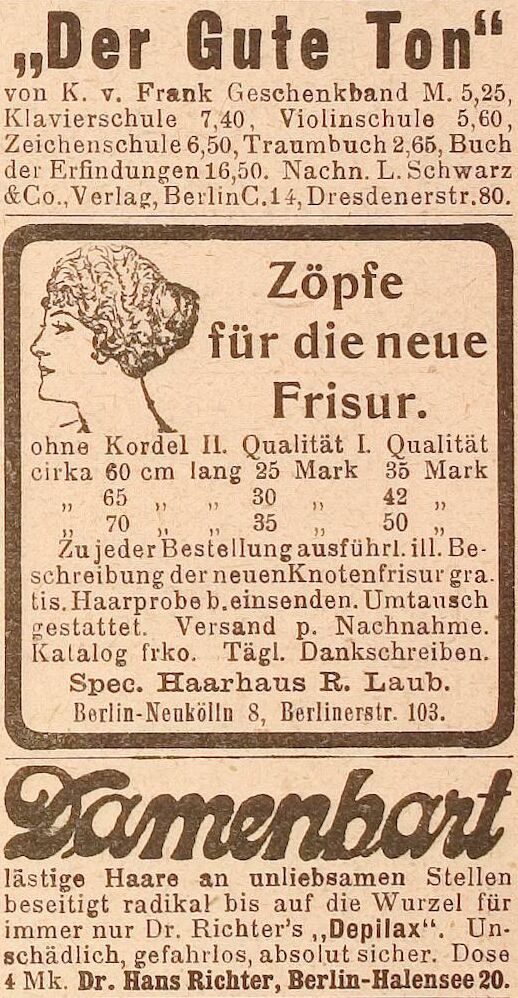 „Der Gute Ton“
von K. v. Frank Geschenkband M. 5,25,
Klavierschule 7,40, Violinschule 5,60,
Zeichenschule 6,50, Traumbuch 2,65, Buch
der Erfindungen 16,50. Nachn. L. Schwarz
& Co., Verlag, Berlin C. 14, Dresdenerstr. 80.
Zöpfe
für die neue
Frisur.
ohne Kordel II. Qualität I. Qualität
cirka 60 cm lang 25 Mark 35 Mark
„ 65 „ „ 30 „ 42 „
„ 70 „ „ 35 „ 50 „
Zu jeder Bestellung ausführl. ill. Be-
schreibung der neuen Knotenfrisur gra.
tis. Haarprobe b. einsenden. Umtausch
gestattet. Versand p. Nachnahme.
Katalog frko. Tägl. Dankschreiben.
Spec. Haarhaus R. Laub.
Berlin-Neukölln 8, Berlinerstr. 103.
Damenbart
lästige Haare an unliebsamen Stellen
beseitigt radikal bis auf die Wurzel für
immer nur Dr. Richter's „Depilax“. Un-
schädlich, gefahrlos, absolut sicher. Dose
4 Mk. Dr. Hans Richter, Berlin-Halensee 20.